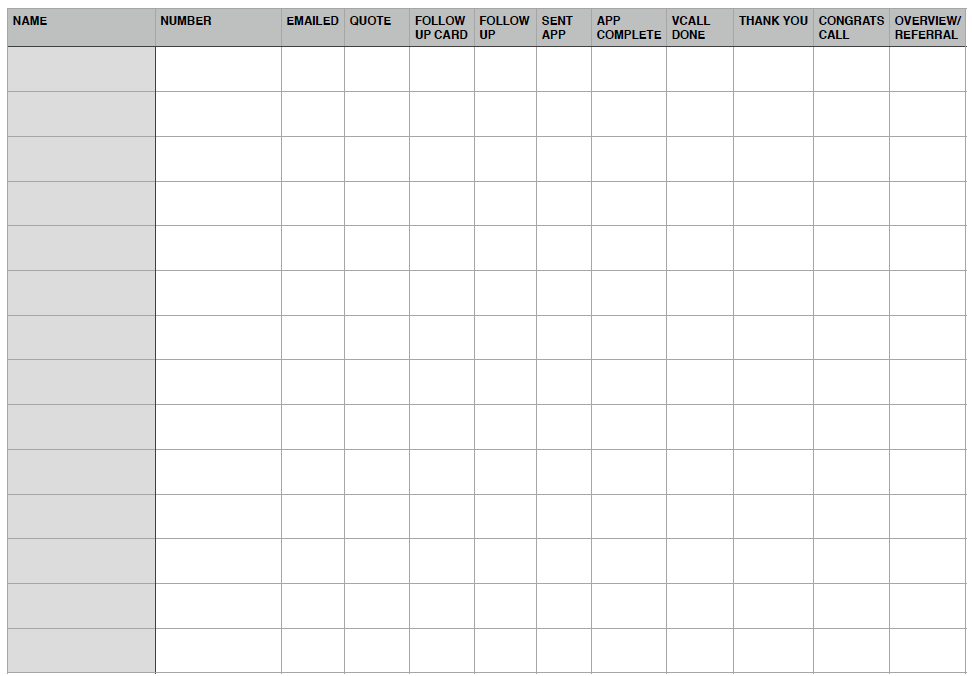 NAME
NUMBER
EMAILED
QUOTE
FOLLOW
UP CARD
FOLLOW
UP
SENT
APP
APP
COMPLETE
VCALL
DONE
THANK YOU
CONGRATS
CALL
OVERVIEW/
REFERRAL